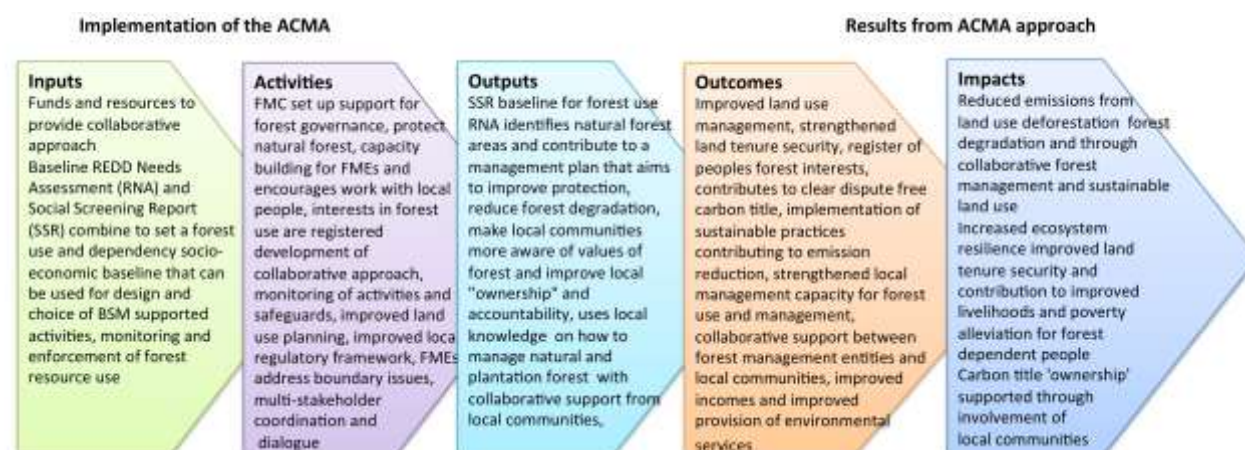 Implementation of the ACMA
Results from ACMA approach
Inputs
Funds and resources to
provide collaborative
approach
Baseline REDD Needs
Assessment (RNA) and
Social Screening Report
(SSR) combine to set a forest
use and dependency socio-
economic baseline that can
be used for design and
choice of BSM supported
activities, monitoring and
enforcement of forest
resource use
Activities
FMC set up support for
forest governance, protect
natural forest, capacity
building for FMEs and
encourages work with local
people, interests in forest
use are registered
development of
collaborative approach,
monitoring of activities and
safeguards, improved land
use planning, improved local
regulatory framework, FMEs
address boundary issues,
multi-stakeholder
coordination and
dialogue
Outputs
SSR baseline for forest use
RNA identifies natural forest
areas and contribute to a
management plan that aims
to improve protection,
reduce forest degradation,
make local communities
more aware of values of
forest and improve local
"ownership" and
accountability, uses local
knowledge on how to
manage natural and
plantation forest with
collaborative support from
local communities,
Outcomes
Improved land use
management, strengthened
land tenure security, register of
peoples forest interests,
contributes to clear dispute free
carbon title, implementation of
sustainable practices
contributing to emission
reduction, strengthened local
management capacity for forest
use and management,
collaborative support between
forest management entities and
local communities, improved
incomes and improved
provision of environmental
services
Impacts
Reduced emissions from
land use deforestation forest
degradation and through
collaborative forest
management and sustainable
land use
Increased ecosystem
resilience improved land
tenure security and
contribution to improved
livelihoods and poverty
alleviation for forest
dependent people
Carbon title 'ownership'
supported through
involvement of
local communities